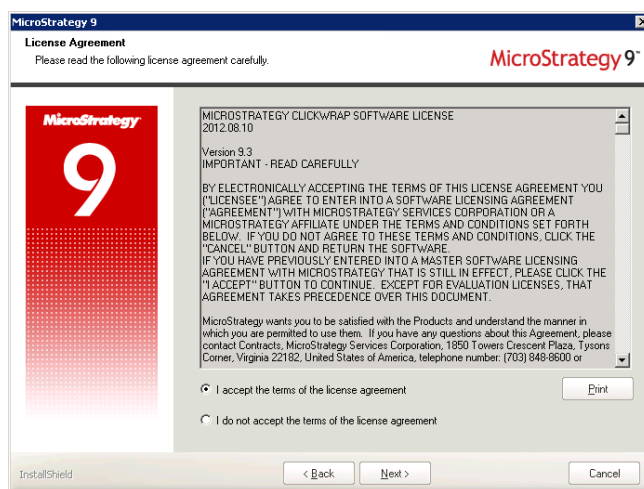 MicroStrategy 9
License Agreement
Please read the following license agreement carefully.
MicroStrategy 9
MicroStrategy
9
MICROSTRATEGY CLICKWRAP SOFTWARE LICENSE
2012.08.10
Version 9.3
IMPORTANT - READ CAREFULLY
BY ELECTRONICALLY ACCEPTING THE TERMS OF THIS LICENSE AGREEMENT YOU
("LICENSEE") AGREE TO ENTER INTO A SOFTWARE LICENSING AGREEMENT
("AGREEMENT") WITH MICROSTRATEGY SERVICES CORPORATION OR A
MICROSTRATEGY AFFILIATE UNDER THE TERMS AND CONDITIONS SET FORTH
BELOW. IF YOU DO NOT AGREE TO THESE TERMS AND CONDITIONS, CLICK THE
"CANCEL" BUTTON AND RETURN THE SOFTWARE.
IF YOU HAVE PREVIOUSLY ENTERED INTO A MASTER SOFTWARE LICENSING
AGREEMENT WITH MICROSTRATEGY THAT IS STILL IN EFFECT, PLEASE CLICK THE
"I ACCEPT" BUTTON TO CONTINUE. EXCEPT FOR EVALUATION LICENSES, THAT
AGREEMENT TAKES PRECEDENCE OVER THIS DOCUMENT.
MicroStrategy wants you to be satisfied with the Products and understand the manner in
which you are permitted to use them. If you have any questions about this Agreement, please
contact Contracts, MicroStrategy Services Corporation, 1850 Towers Crescent Plaza, Tysons
Corner, Virginia 22182, United States of America, telephone number: (703) 848-8600 or
I accept the terms of the license agreement
Print
I do not accept the terms of the license agreement
InstallShield
< Back
Next >
Cancel